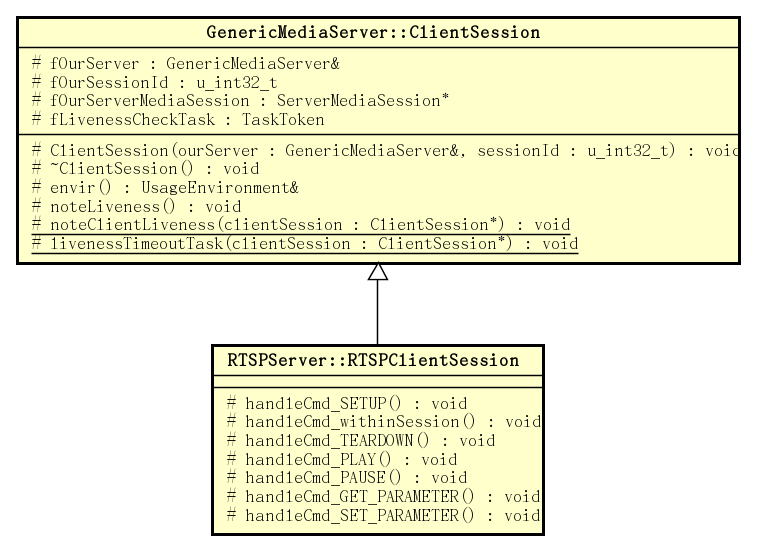 GenericMediaServer::ClientSession
# fOurServer : GenericMediaServer&
# fOurSessionId : u_int32_t
# fOurServerMediaSession : ServerMediaSession*
# fLivenessCheckTask : TaskToken
# ClientSession(ourServer : GenericMediaServer&, sessionId : u_int32_t) : void
# ~ClientSession() : void
# envir() : UsageEnvironment&
# noteLiveness() : void
# noteClientLiveness(clientSession : ClientSession*) : void
# livenessTimeoutTask(clientSession : ClientSession*) : void
RTSPServer::RTSPClientSession
# handleCmd_SETUP() : void
# handleCmd_withinSession() : void
# handleCmd_TEARDOWN() : void
# handleCmd_PLAY() : void
# handleCmd_PAUSE() : void
# handleCmd_GET_PARAMETER() : void
# handleCmd_SET_PARAMETER() : void